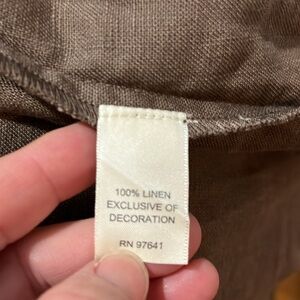 100% LINEN
EXCLUSIVE OF
DECORATION
RN 97641